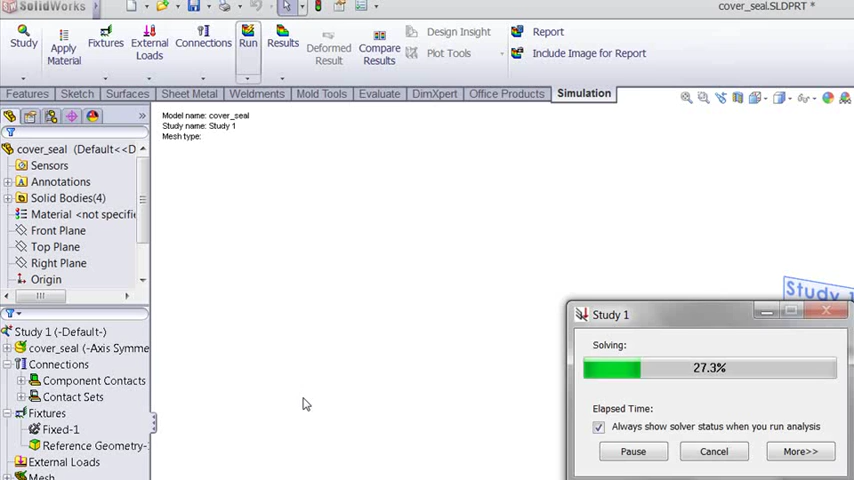 SolidWorks
cover_seal.SLDPRT *
Study
Apply
Material
Fixtures
External
Loads
Connections
Run
Results
Deformed
Result
Compare
Results
Design Insight
Plot Tools
Report
Include Image for Report
Features
Sketch
Surfaces
Sheet Metal
Weldments
Mold Tools
Evaluate
DimXpert
Office Products
Simulation
cover_seal (Default<<D
Sensors
Annotations
Solid Bodies(4)
Material <not specifi
Front Plane
Top Plane
Right Plane
Origin
Model name: cover_seal
Study name: Study 1
Mesh type:
Study 1 (-Default-)
cover_seal (-Axis Symme
Connections
Component Contacts
Contact Sets
Fixtures
Fixed-1
Reference Geometry-
External Loads
Mesh
Study 1
Study 1
Solving:
27.3%
Elapsed Time:
Always show solver status when you run analysis
Pause
Cancel
More>>